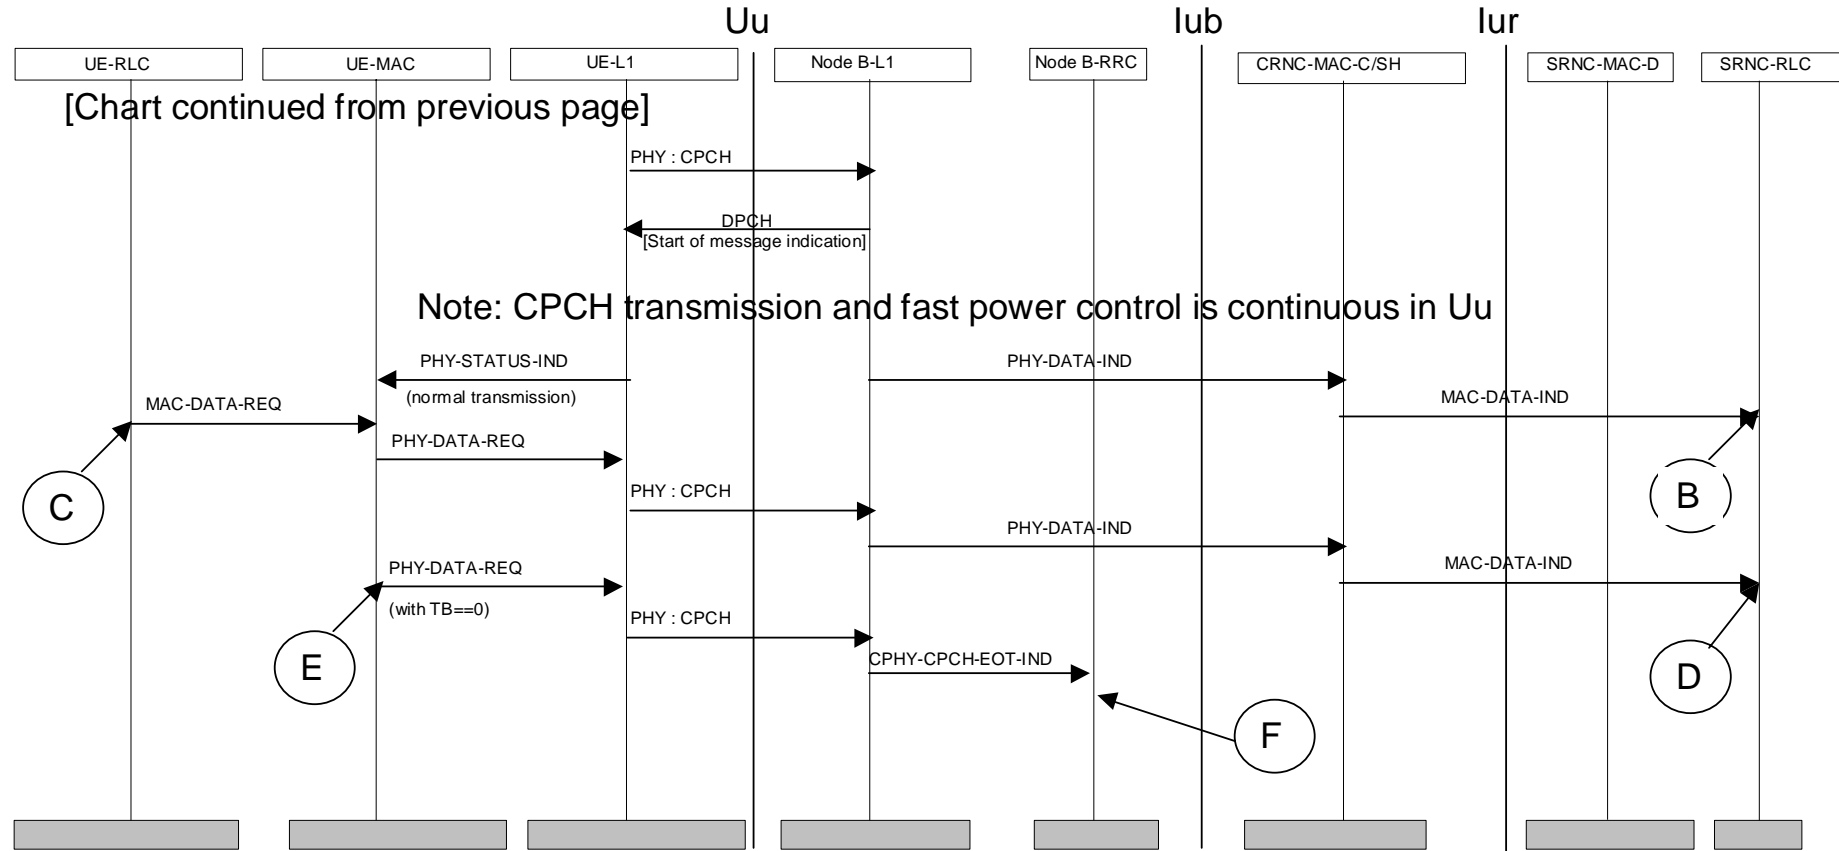 Uu Iub Iur
UE-RLC UE-MAC UE-L1 Node B-L1 Node B-RRC CRNC-MAC-C/SH SRNC-MAC-D SRNC-RLC
[Chart continued from previous page]
PHY : CPCH
DPCH
[Start of message indication]
Note: CPCH transmission and fast power control is continuous in Uu
PHY-STATUS-IND PHY-DATA-IND
(normal transmission)
MAC-DATA-REQ MAC-DATA-IND
PHY-DATA-REQ
C PHY : CPCH B
PHY-DATA-IND
PHY-DATA-REQ MAC-DATA-IND
(with TB==0)
PHY : CPCH
E CPHY-CPCH-EOT-IND D
F